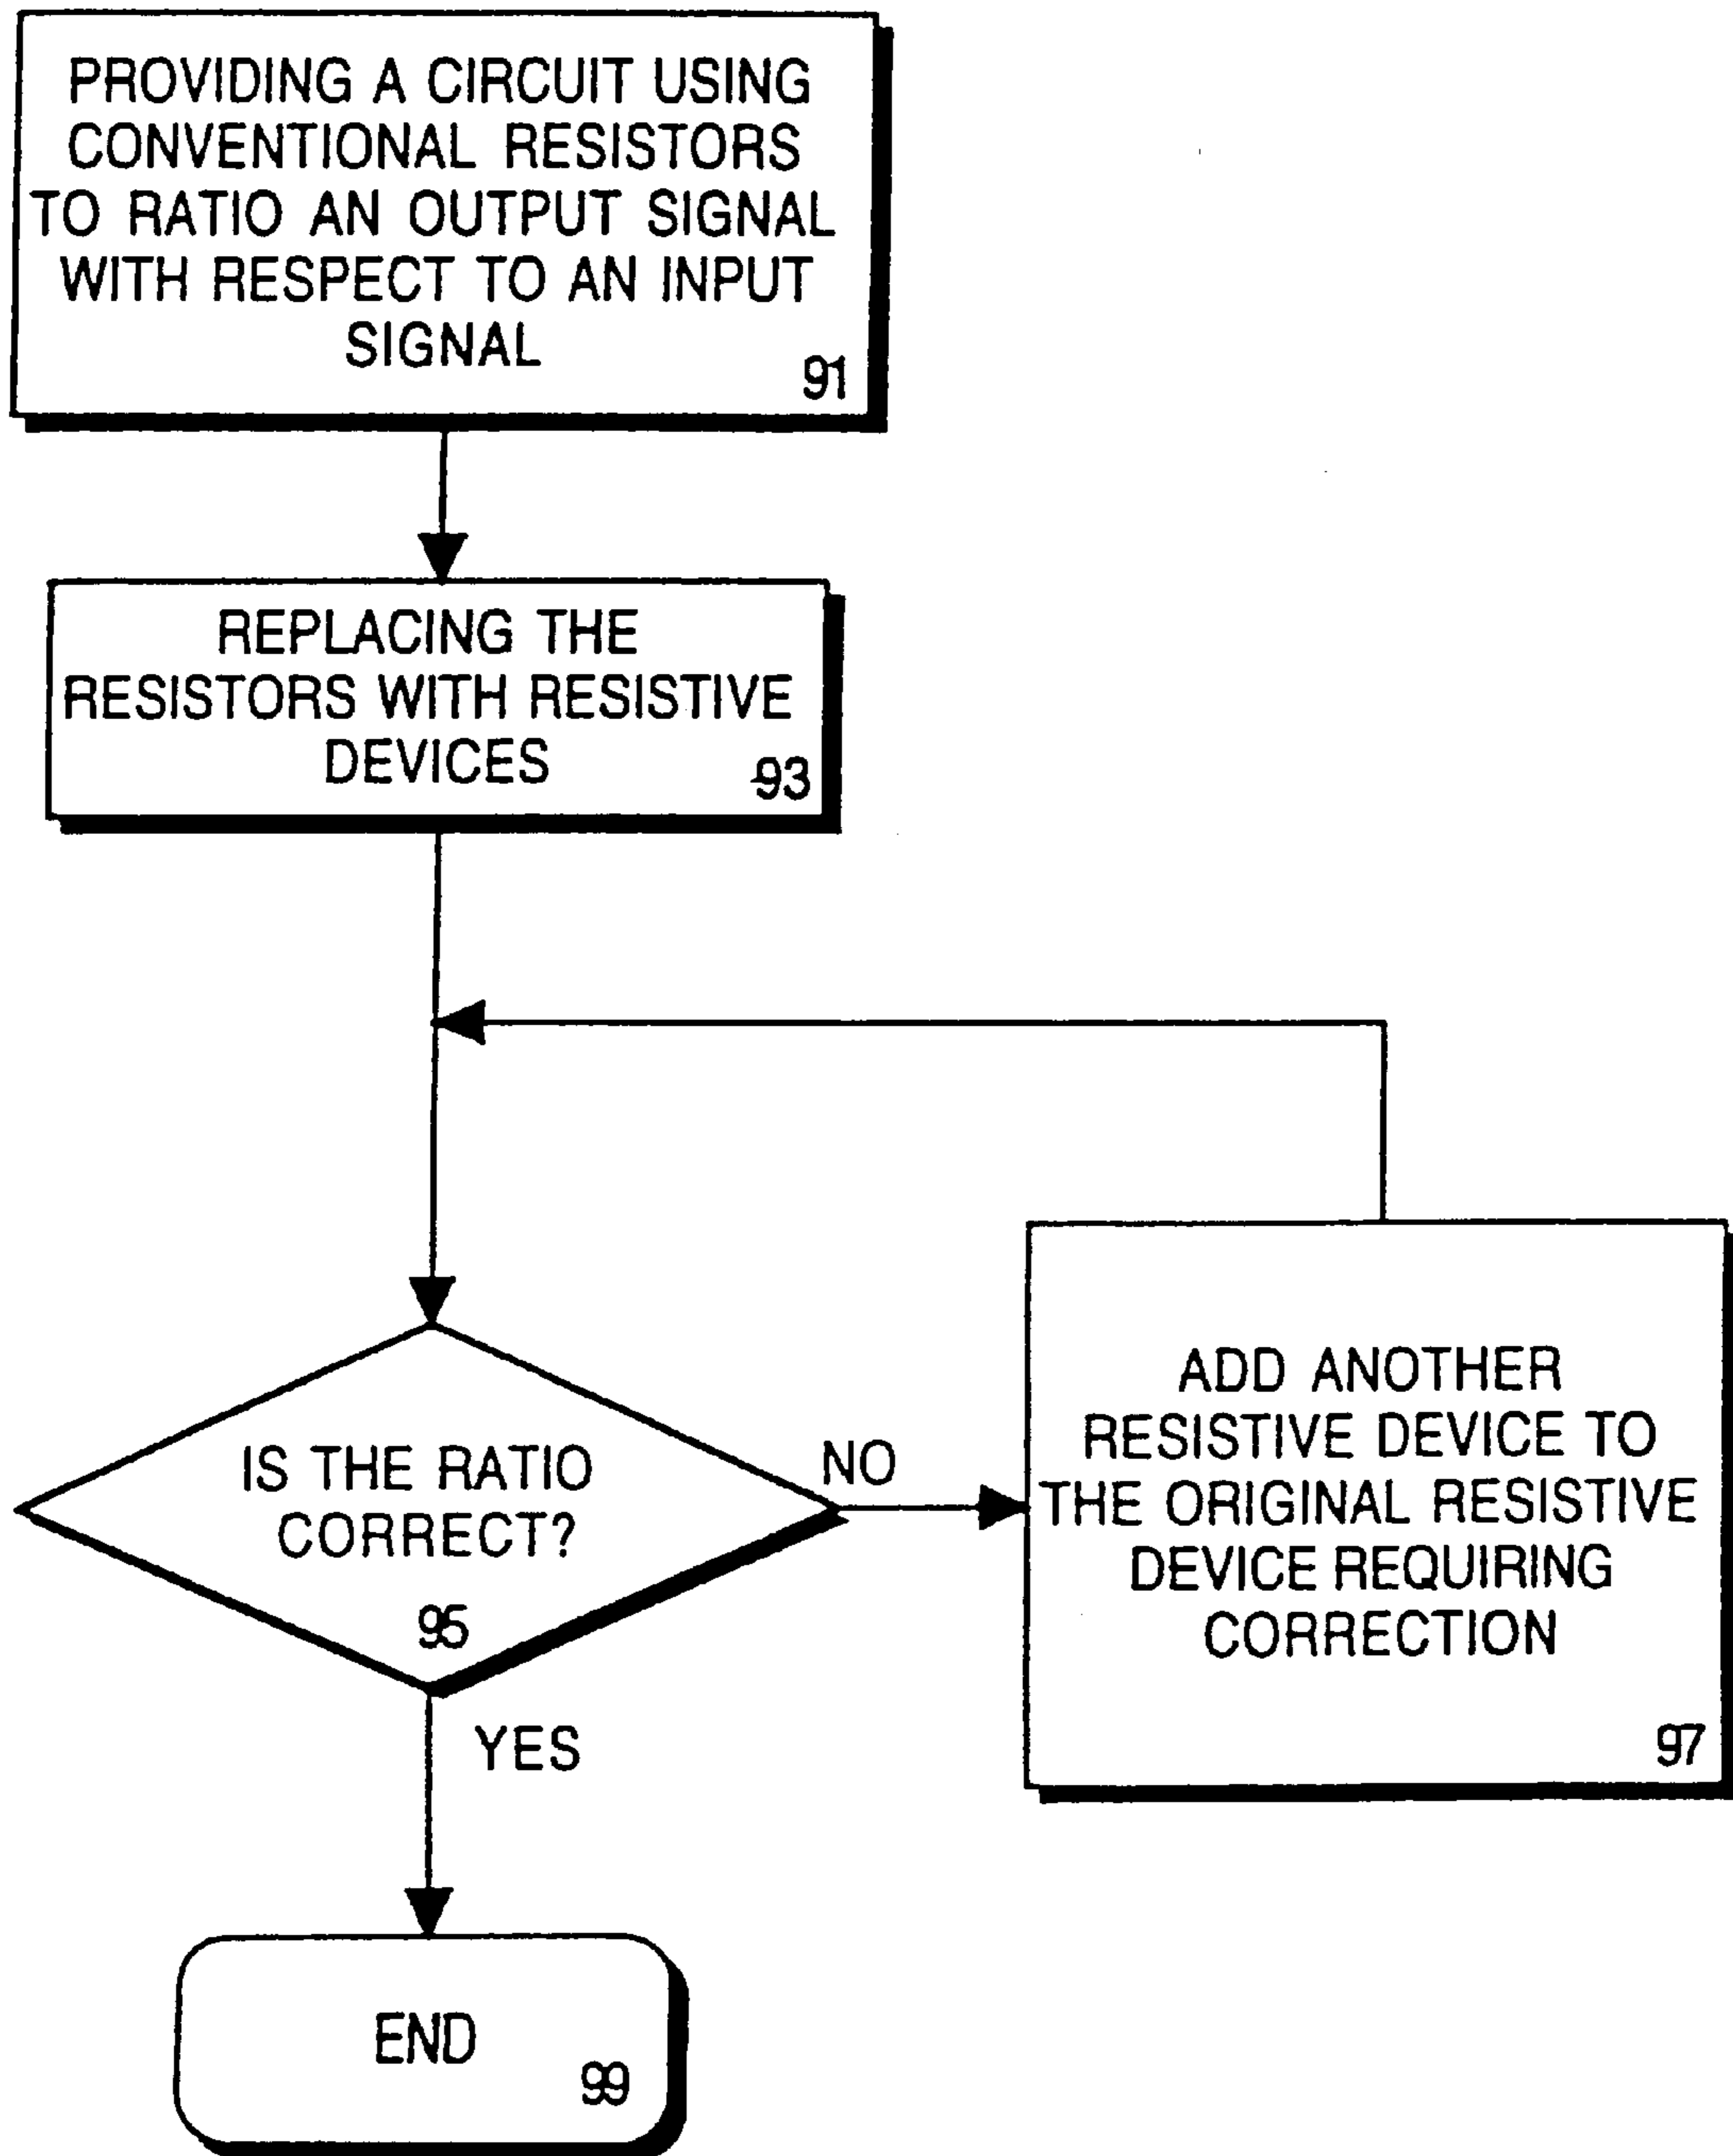 PROVIDING A CIRCUIT USING
CONVENTIONAL RESISTORS
TO RATIO AN OUTPUT SIGNAL
WITH RESPECT TO AN INPUT
SIGNAL
91
REPLACING THE
RESISTORS WITH RESISTIVE
DEVICES
93
IS THE RATIO
CORRECT?
95
NO
YES
ADD ANOTHER
RESISTIVE DEVICE TO
THE ORIGINAL RESISTIVE
DEVICE REQUIRING
CORRECTION
97
END
99